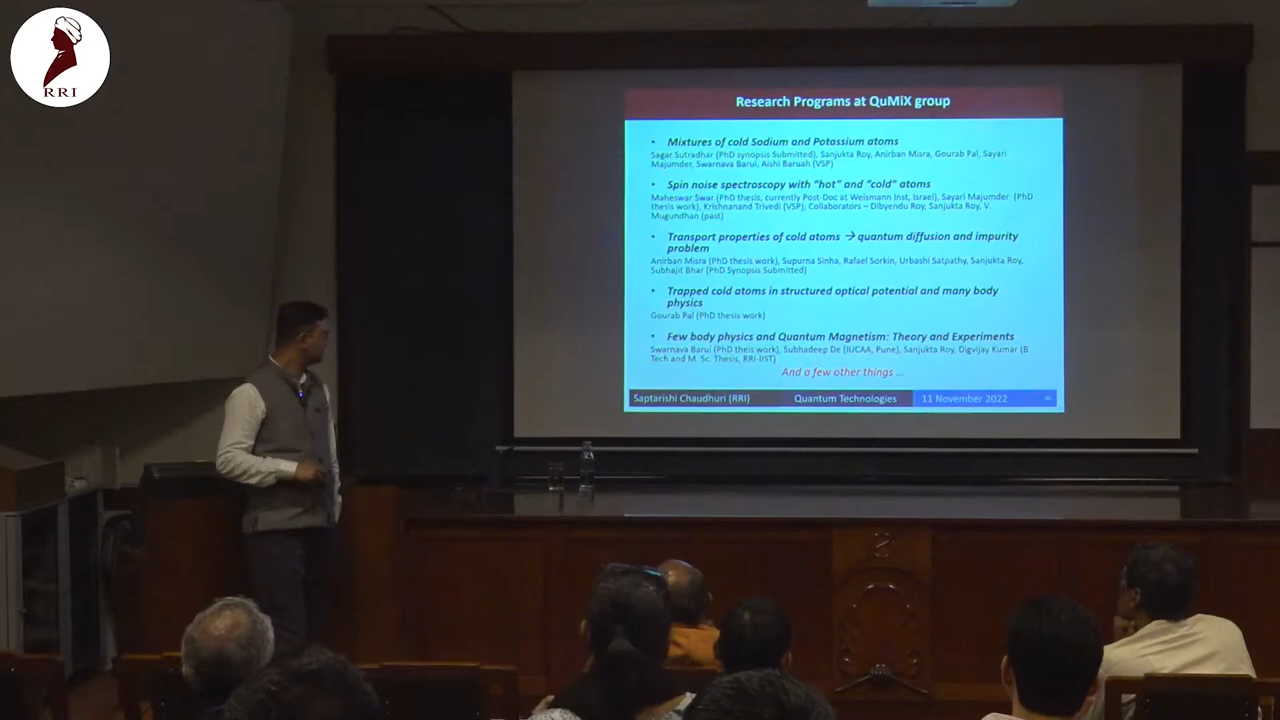 RRI
Research Programs at QuMiX group
• Mixtures of cold Sodium and Potassium atoms
Sagar Sutradhar (PhD synopsis Submitted), Sanjukta Roy, Anirban Misra, Gourab Pal, Sayari
Majumder, Swarnava Barui, Aishi Baruah (VSP)
• Spin noise spectroscopy with "hot" and "cold" atoms
Maheswar Swar (PhD thesis, currently Post-Doc at Weismann Inst, Israel), Sayari Majumder (PhD
thesis work), Krishnanand Trivedi (VSP); Collaborators – Dibyendu Roy, Sanjukta Roy, V.
Mugundhan (past)
• Transport properties of cold atoms → quantum diffusion and impurity
problem
Anirban Misra (PhD thesis work), Supurna Sinha, Rafael Sorkin, Urbashi Satpathy, Sanjukta Roy,
Subhajit Bhar (PhD Synopsis Submitted)
• Trapped cold atoms in structured optical potential and many body
physics
Gourab Pal (PhD thesis work)
• Few body physics and Quantum Magnetism: Theory and Experiments
Swarnava Barui (PhD theis work), Subhadeep De (IUCAA, Pune), Sanjukta Roy, Digvijay Kumar (B
Tech and M. Sc. Thesis, RRI-IIST)
And a few other things ...
Saptarishi Chaudhuri (RRI) Quantum Technologies 11 November 2022